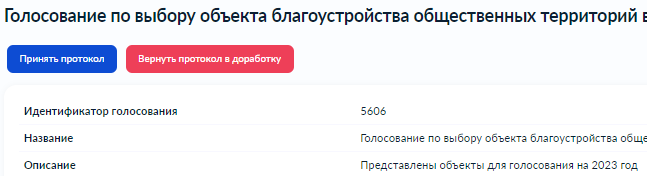 Голосование по выбору объекта благоустройства общественных территорий в
Принять протокол Вернуть протокол в доработку
Идентификатор голосования 5606
Название Голосование по выбору объекта благоустройства обще
Описание Представлены объекты для голосования на 2023 год